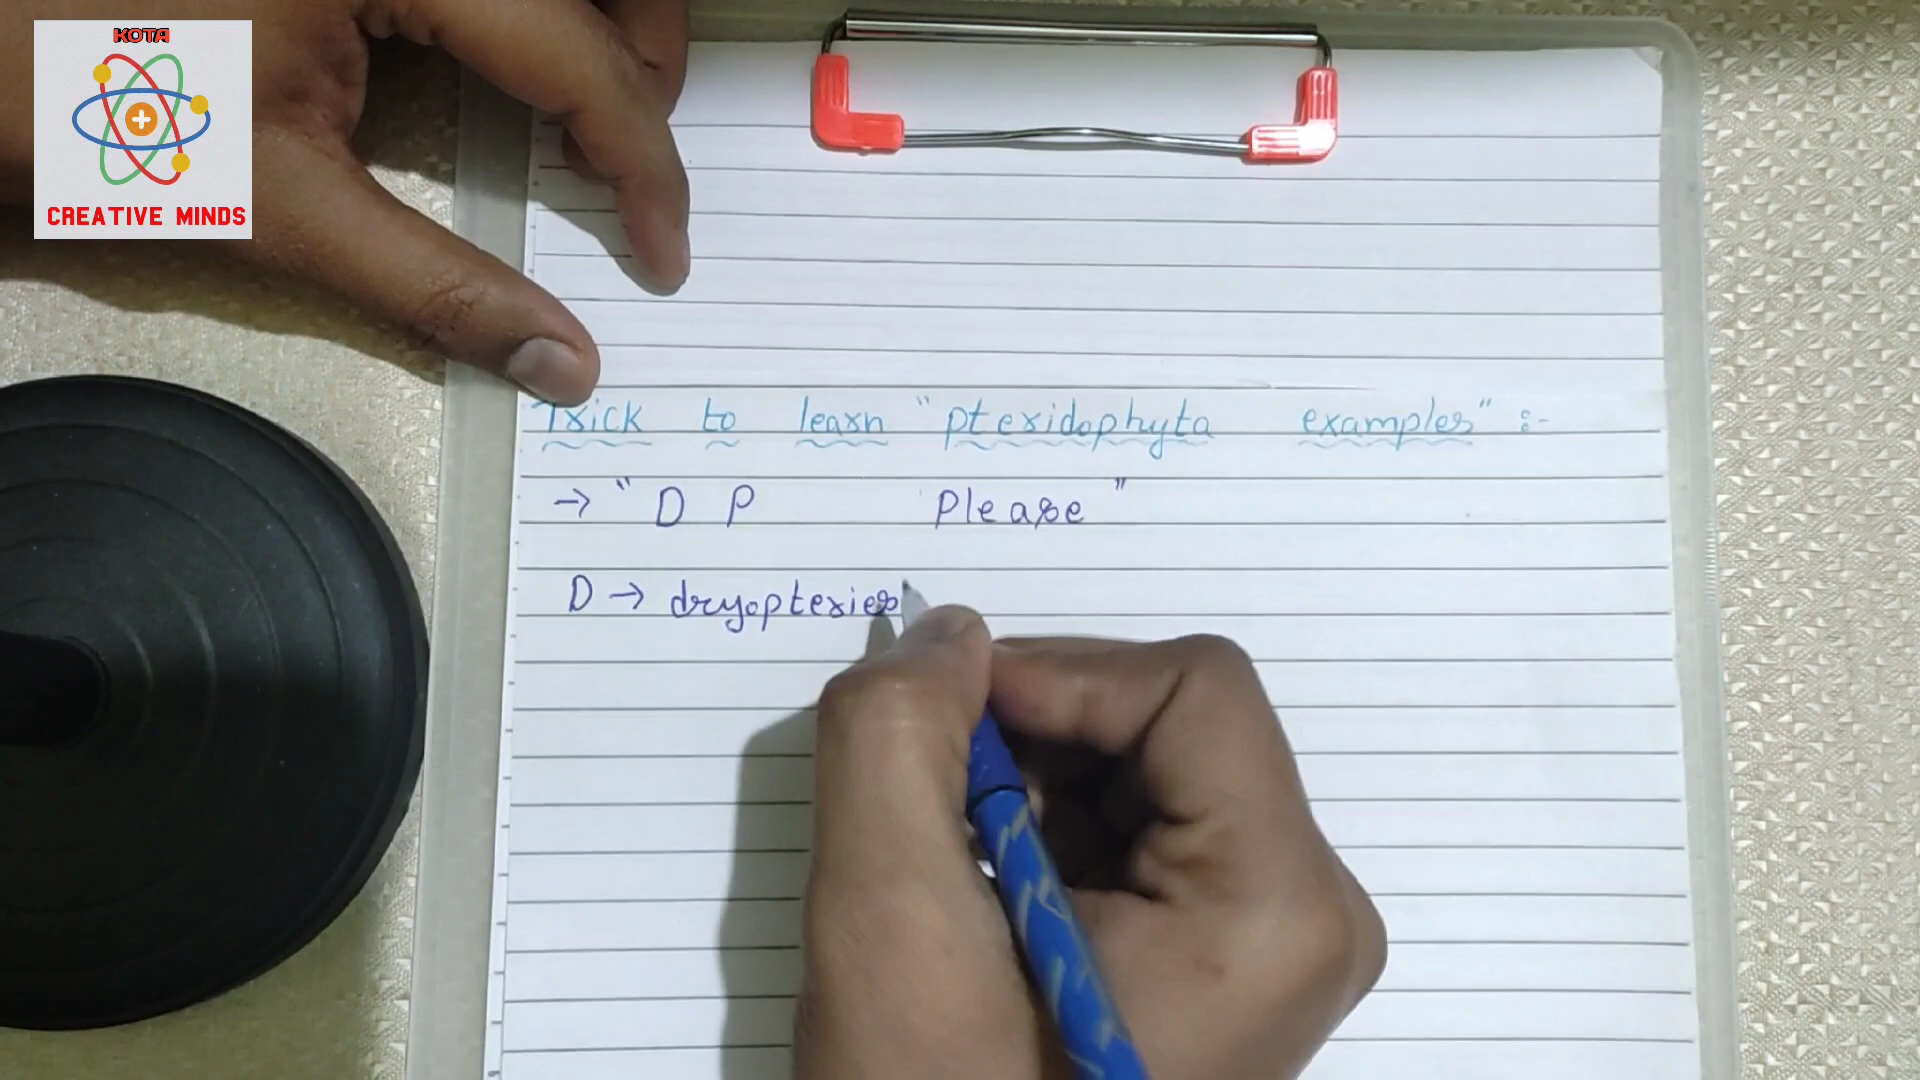 KOTA
CREATIVE MINDS
Trick to learn "pteridophyta examples" :-
→ " D P Please "
D → dryopteries